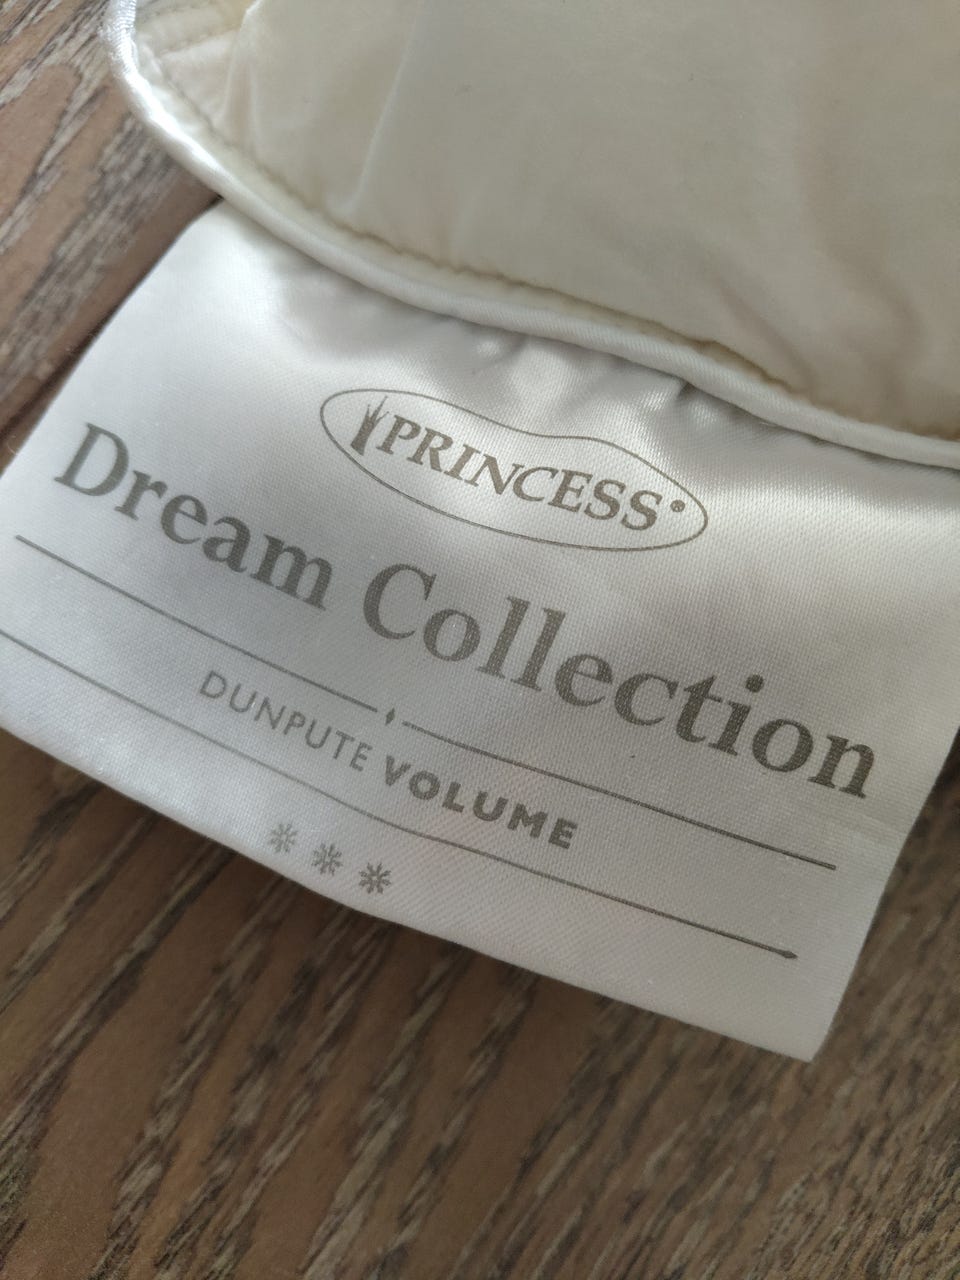 PRINCESS
Dream Collection
DUNPUTE VOLUME